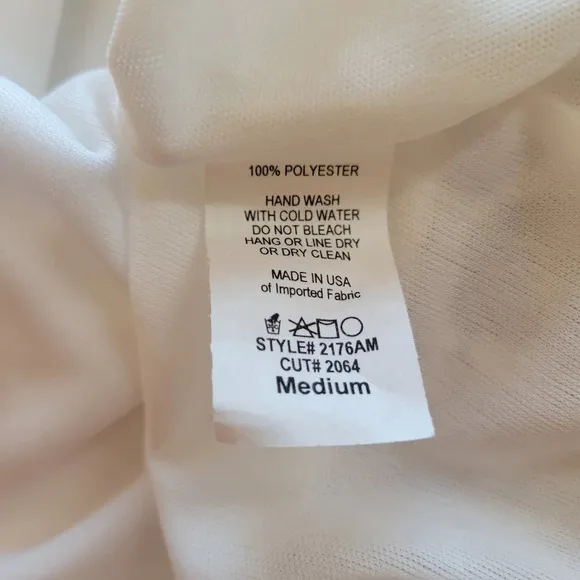 100% POLYESTER
HAND WASH
WITH COLD WATER
DO NOT BLEACH
HANG OR LINE DRY
OR DRY CLEAN
MADE IN USA
of Imported Fabric
STYLE# 2176AM
CUT# 2064
Medium